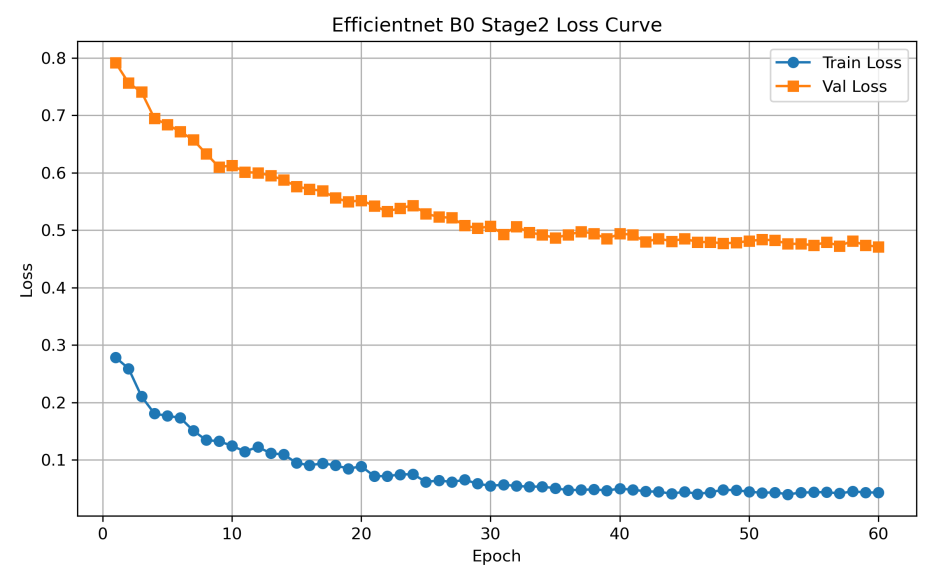 Efficientnet B0 Stage2 Loss Curve
Train Loss
Val Loss
0.8
0.7
0.6
0.5
0.4
0.3
0.2
0.1
Loss
0 10 20 30 40 50 60
Epoch